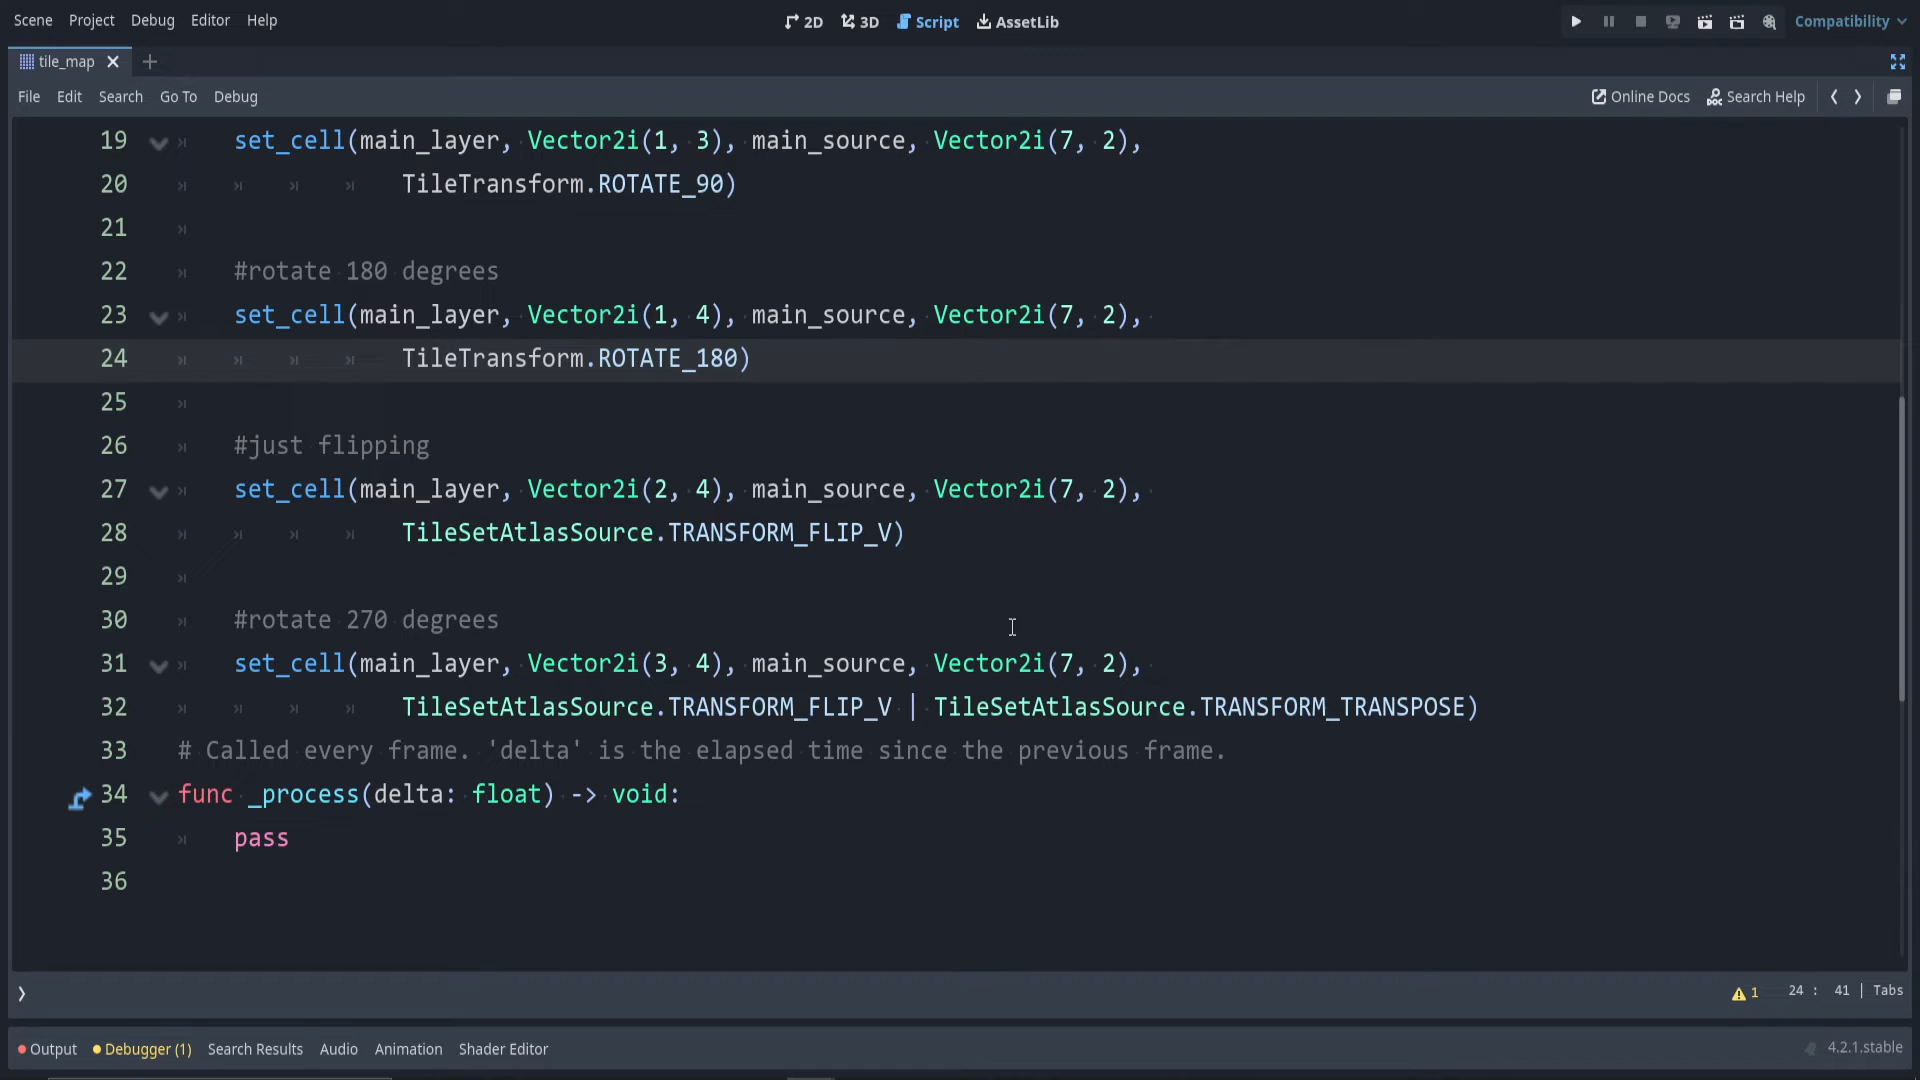 Scene Project Debug Editor Help 2D 3D Script AssetLib Compatibility
tile_map
File Edit Search Go To Debug Online Docs Search Help
19 set_cell(main_layer, Vector2i(1, 3), main_source, Vector2i(7, 2),
20 TileTransform.ROTATE_90)
21
22 #rotate 180 degrees
23 set_cell(main_layer, Vector2i(1, 4), main_source, Vector2i(7, 2),
24 TileTransform.ROTATE_180)
25
26 #just flipping
27 set_cell(main_layer, Vector2i(2, 4), main_source, Vector2i(7, 2),
28 TileSetAtlasSource.TRANSFORM_FLIP_V)
29
30 #rotate 270 degrees
31 set_cell(main_layer, Vector2i(3, 4), main_source, Vector2i(7, 2),
32 TileSetAtlasSource.TRANSFORM_FLIP_V | TileSetAtlasSource.TRANSFORM_TRANSPOSE)
33 # Called every frame. 'delta' is the elapsed time since the previous frame.
34 func _process(delta: float) -> void:
35 pass
36
1 24 : 41 | Tabs
Output Debugger (1) Search Results Audio Animation Shader Editor 4.2.1.stable